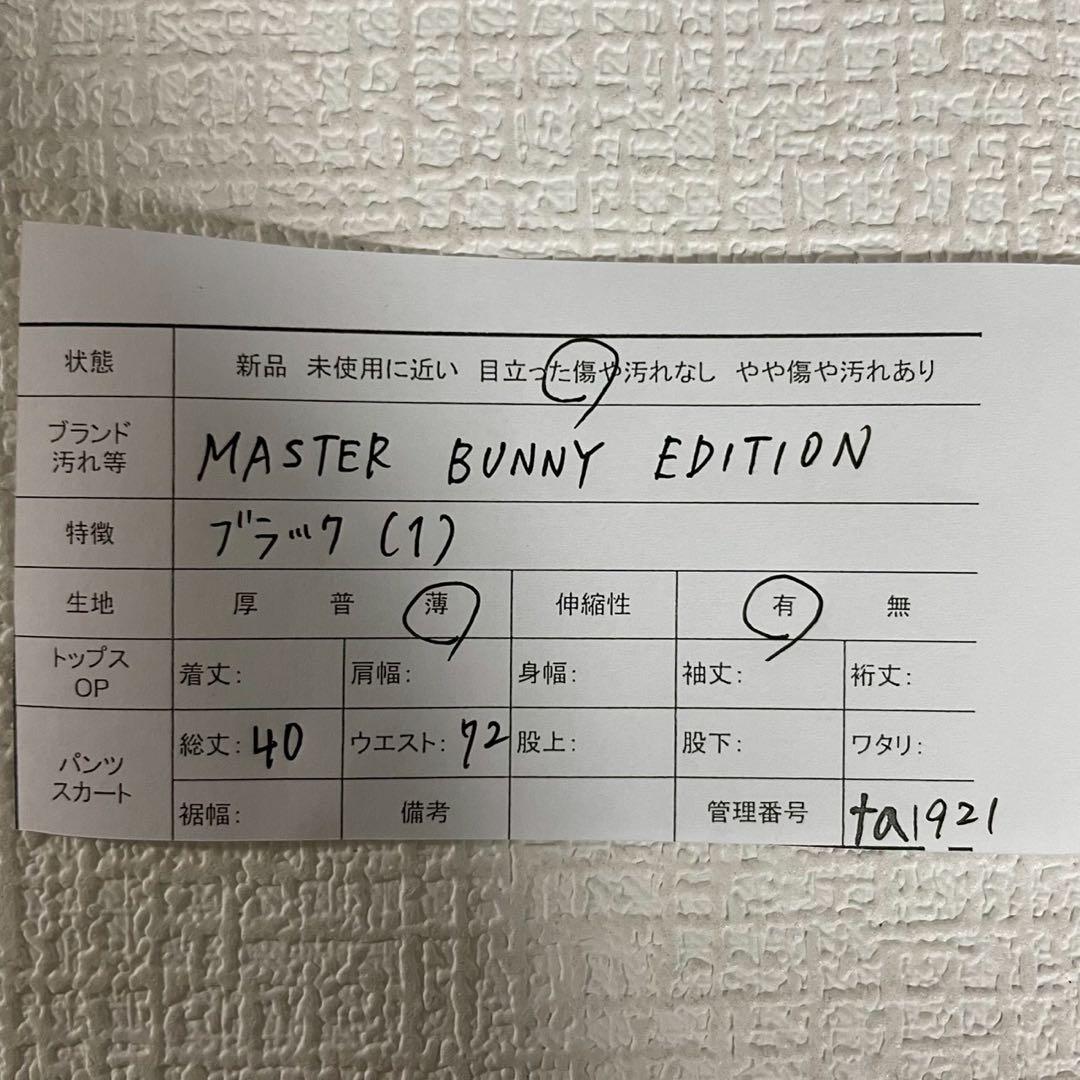 状態 新品 未使用に近い 目立った傷や汚れなし やや傷や汚れあり
ブランド
汚れ等 MASTER BUNNY EDITION
特徴 ブラック (1)
生地 厚 普 薄 伸縮性 有 無
トップス
OP 着丈: 肩幅: 身幅: 袖丈: 裄丈:
パンツ
スカート 総丈: 40 ウエスト: 72 股上: 股下: ワタリ:
裾幅: 備考 管理番号 ta1921